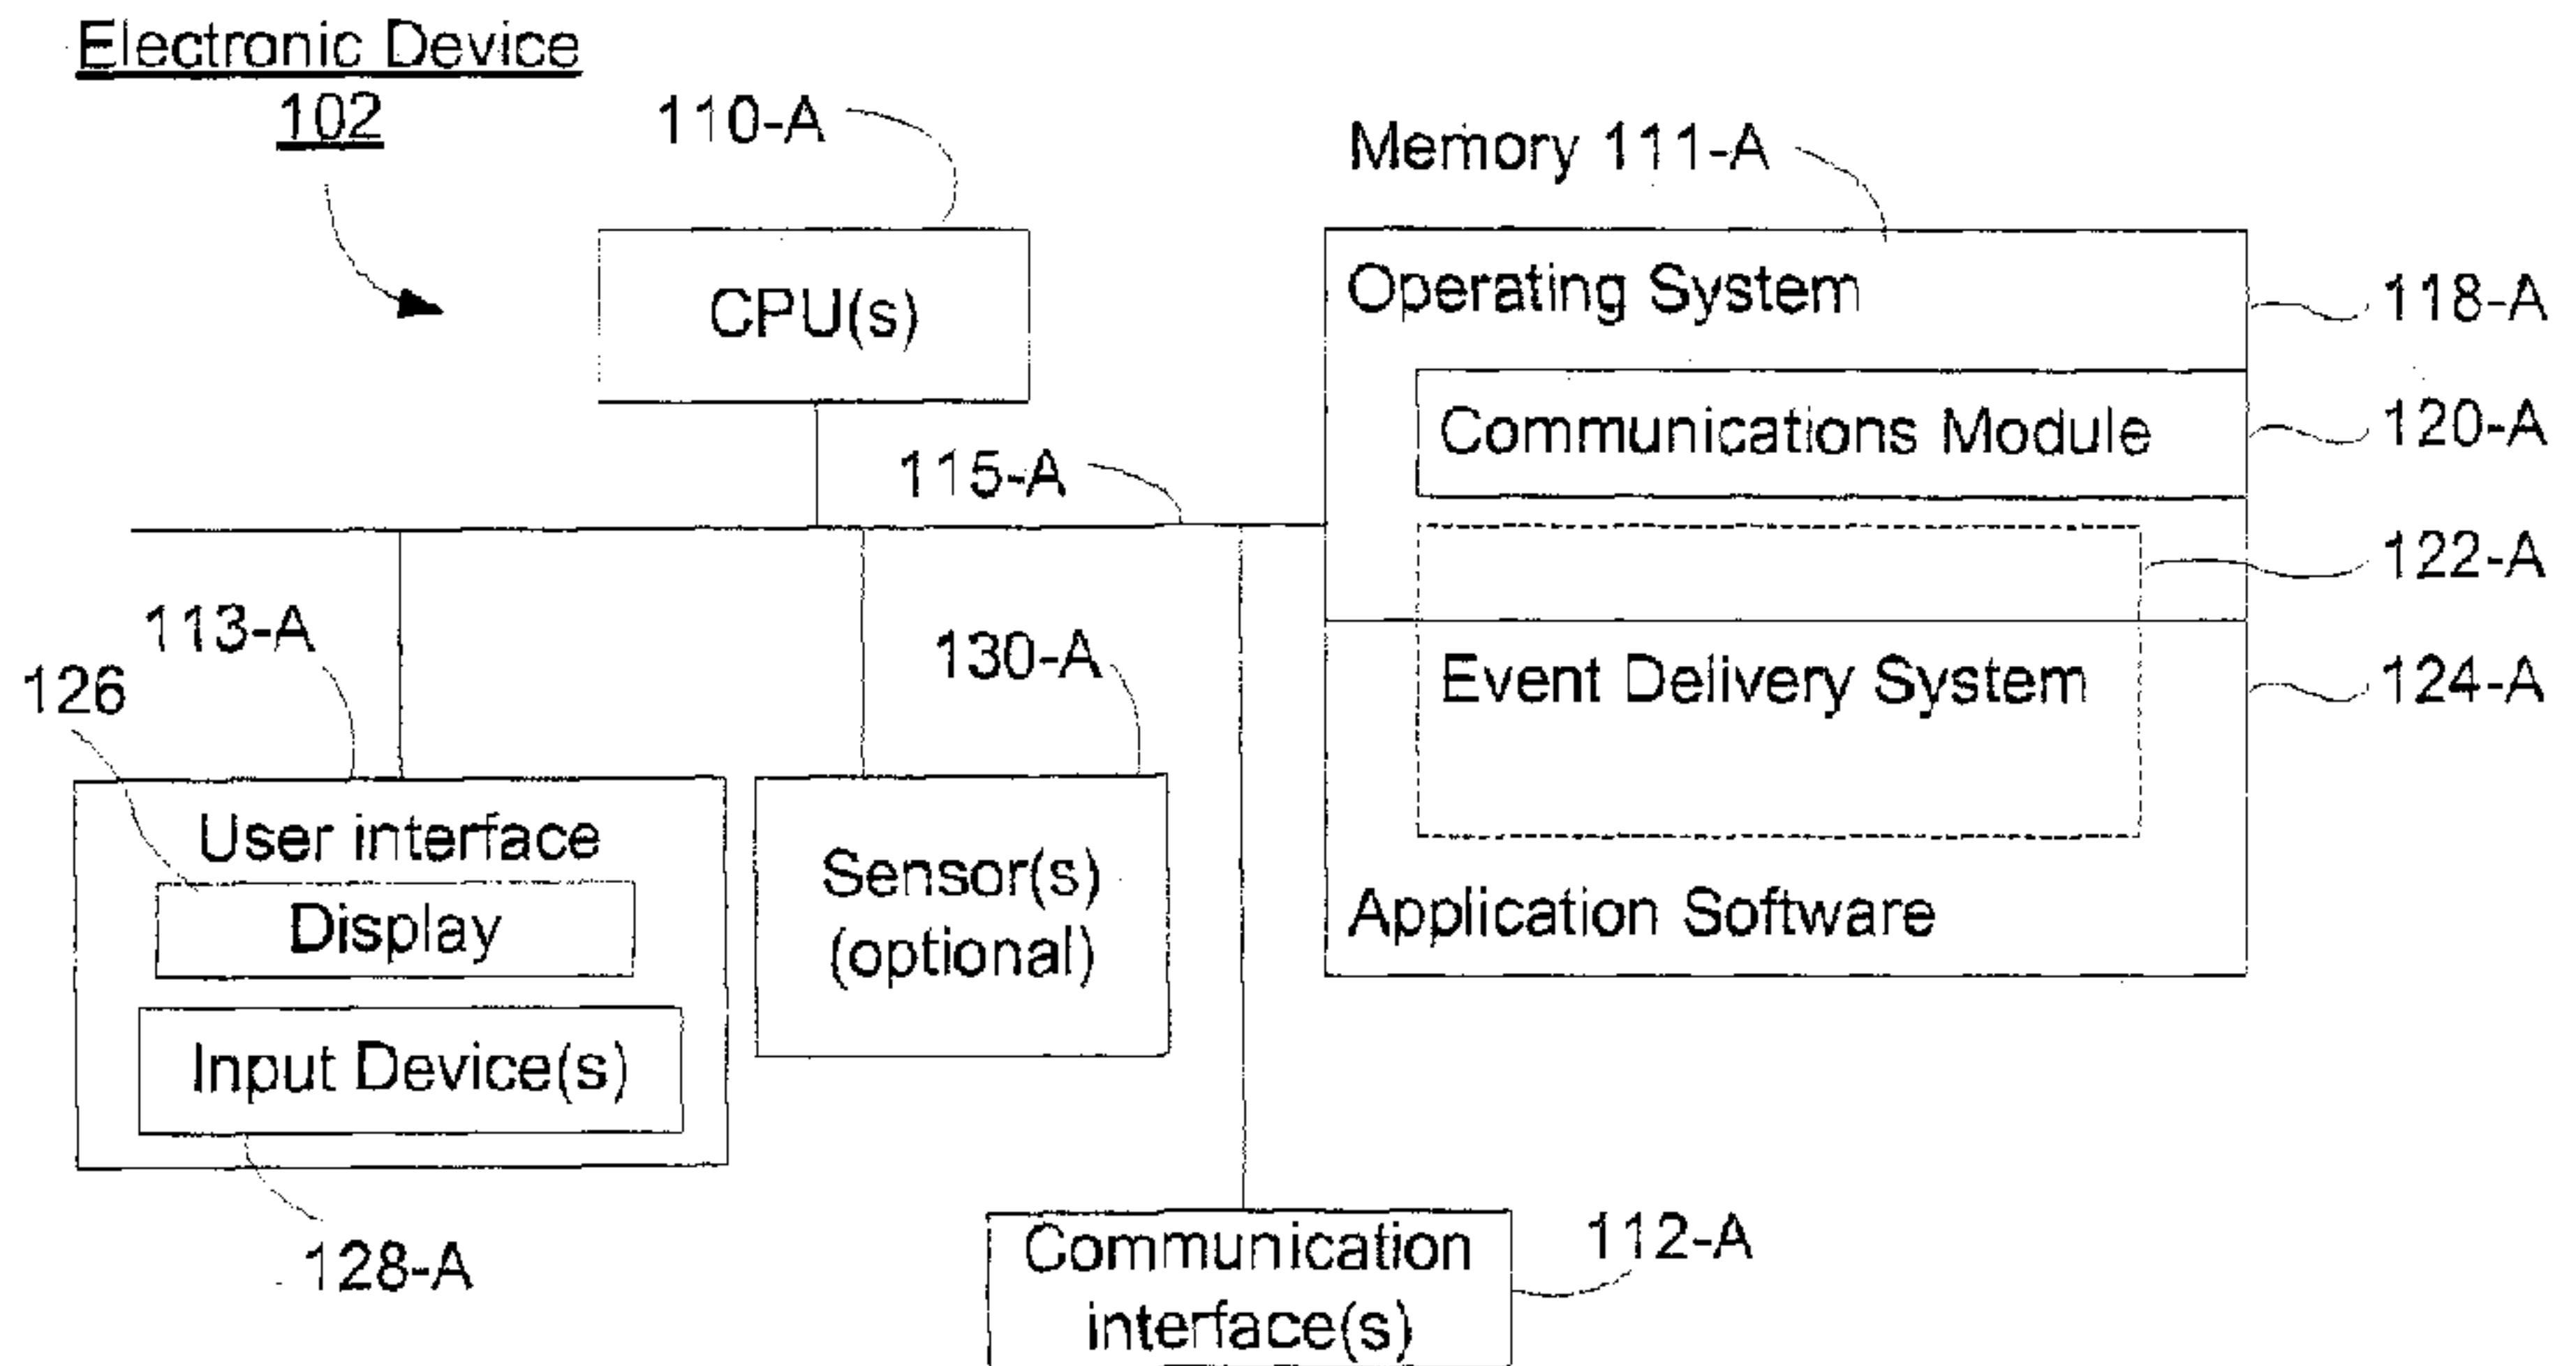 Electronic Device
102
110-A
Memory 111-A
CPU(s)
Operating System
118-A
Communications Module
120-A
115-A
122-A
113-A
130-A
Event Delivery System
124-A
126
User interface
Display
Input Device(s)
Sensor(s)
(optional)
Application Software
128-A
Communication
interface(s)
112-A